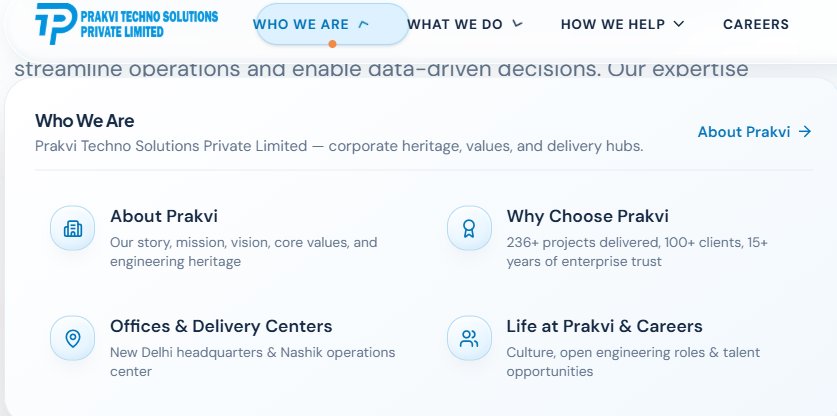 PRAKVI TECHNO SOLUTIONS
PRIVATE LIMITED
WHO WE ARE
WHAT WE DO
HOW WE HELP
CAREERS
streamline operations and enable data-driven decisions. Our expertise
Who We Are
Prakvi Techno Solutions Private Limited — corporate heritage, values, and delivery hubs.
About Prakvi →
About Prakvi
Our story, mission, vision, core values, and
engineering heritage
Why Choose Prakvi
236+ projects delivered, 100+ clients, 15+
years of enterprise trust
Offices & Delivery Centers
New Delhi headquarters & Nashik operations
center
Life at Prakvi & Careers
Culture, open engineering roles & talent
opportunities